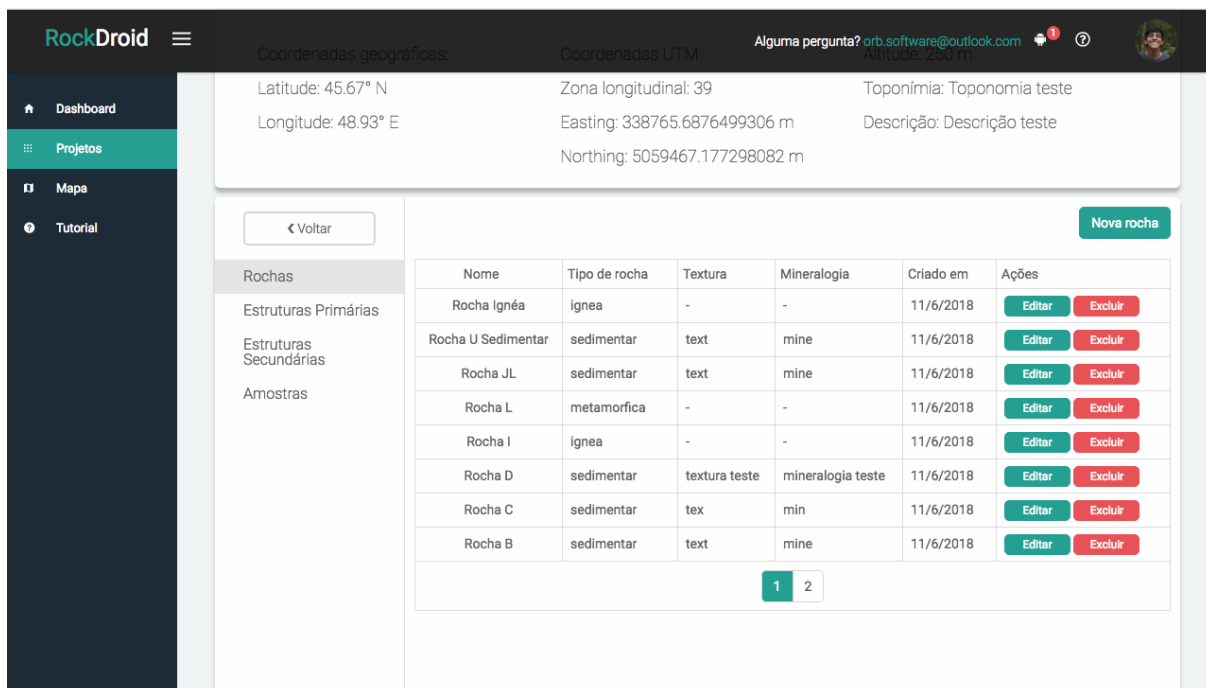 RockDroid
Alguma pergunta? orb.software@outlook.com 1
Coordenadas geográficas: Coordenadas UTM: Altitude: 250 m
Dashboard
Projetos
Mapa
Tutorial
Latitude: 45.67° N Zona longitudinal: 39 Toponímia: Toponomia teste
Longitude: 48.93° E Easting: 338765.6876499306 m Descrição: Descrição teste
Northing: 5059467.177298082 m
Voltar
Nova rocha
Rochas
Estruturas Primárias
Estruturas
Secundárias
Amostras
Nome Tipo de rocha Textura Mineralogia Criado em Ações
Rocha Ignéa ignea - - 11/6/2018 Editar Excluir
Rocha U Sedimentar sedimentar text mine 11/6/2018 Editar Excluir
Rocha JL sedimentar text mine 11/6/2018 Editar Excluir
Rocha L metamorfica - - 11/6/2018 Editar Excluir
Rocha I ignea - - 11/6/2018 Editar Excluir
Rocha D sedimentar textura teste mineralogia teste 11/6/2018 Editar Excluir
Rocha C sedimentar tex min 11/6/2018 Editar Excluir
Rocha B sedimentar text mine 11/6/2018 Editar Excluir
1 2